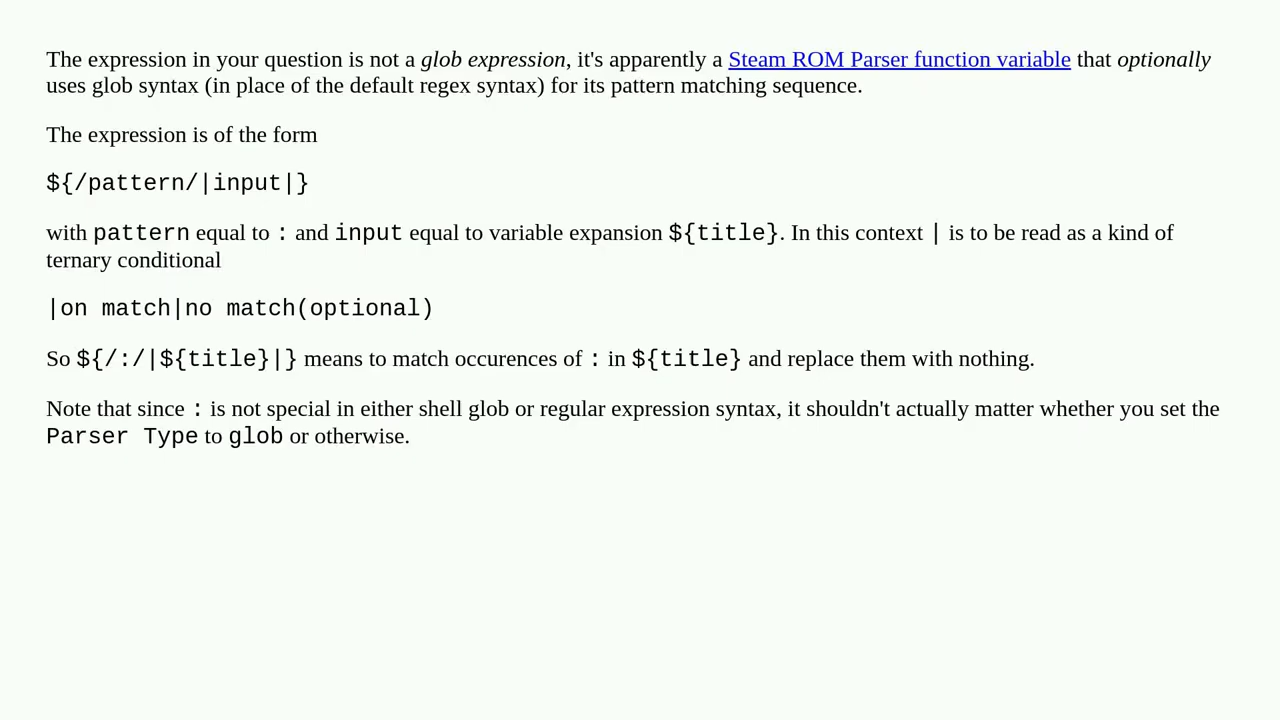 The expression in your question is not a glob expression, it's apparently a Steam ROM Parser function variable that optionally
uses glob syntax (in place of the default regex syntax) for its pattern matching sequence.
The expression is of the form
${/pattern/|input|}
with pattern equal to : and input equal to variable expansion ${title}. In this context | is to be read as a kind of
ternary conditional
|on match|no match(optional)
So ${/:/|${title}|} means to match occurences of : in ${title} and replace them with nothing.
Note that since : is not special in either shell glob or regular expression syntax, it shouldn't actually matter whether you set the
Parser Type to glob or otherwise.